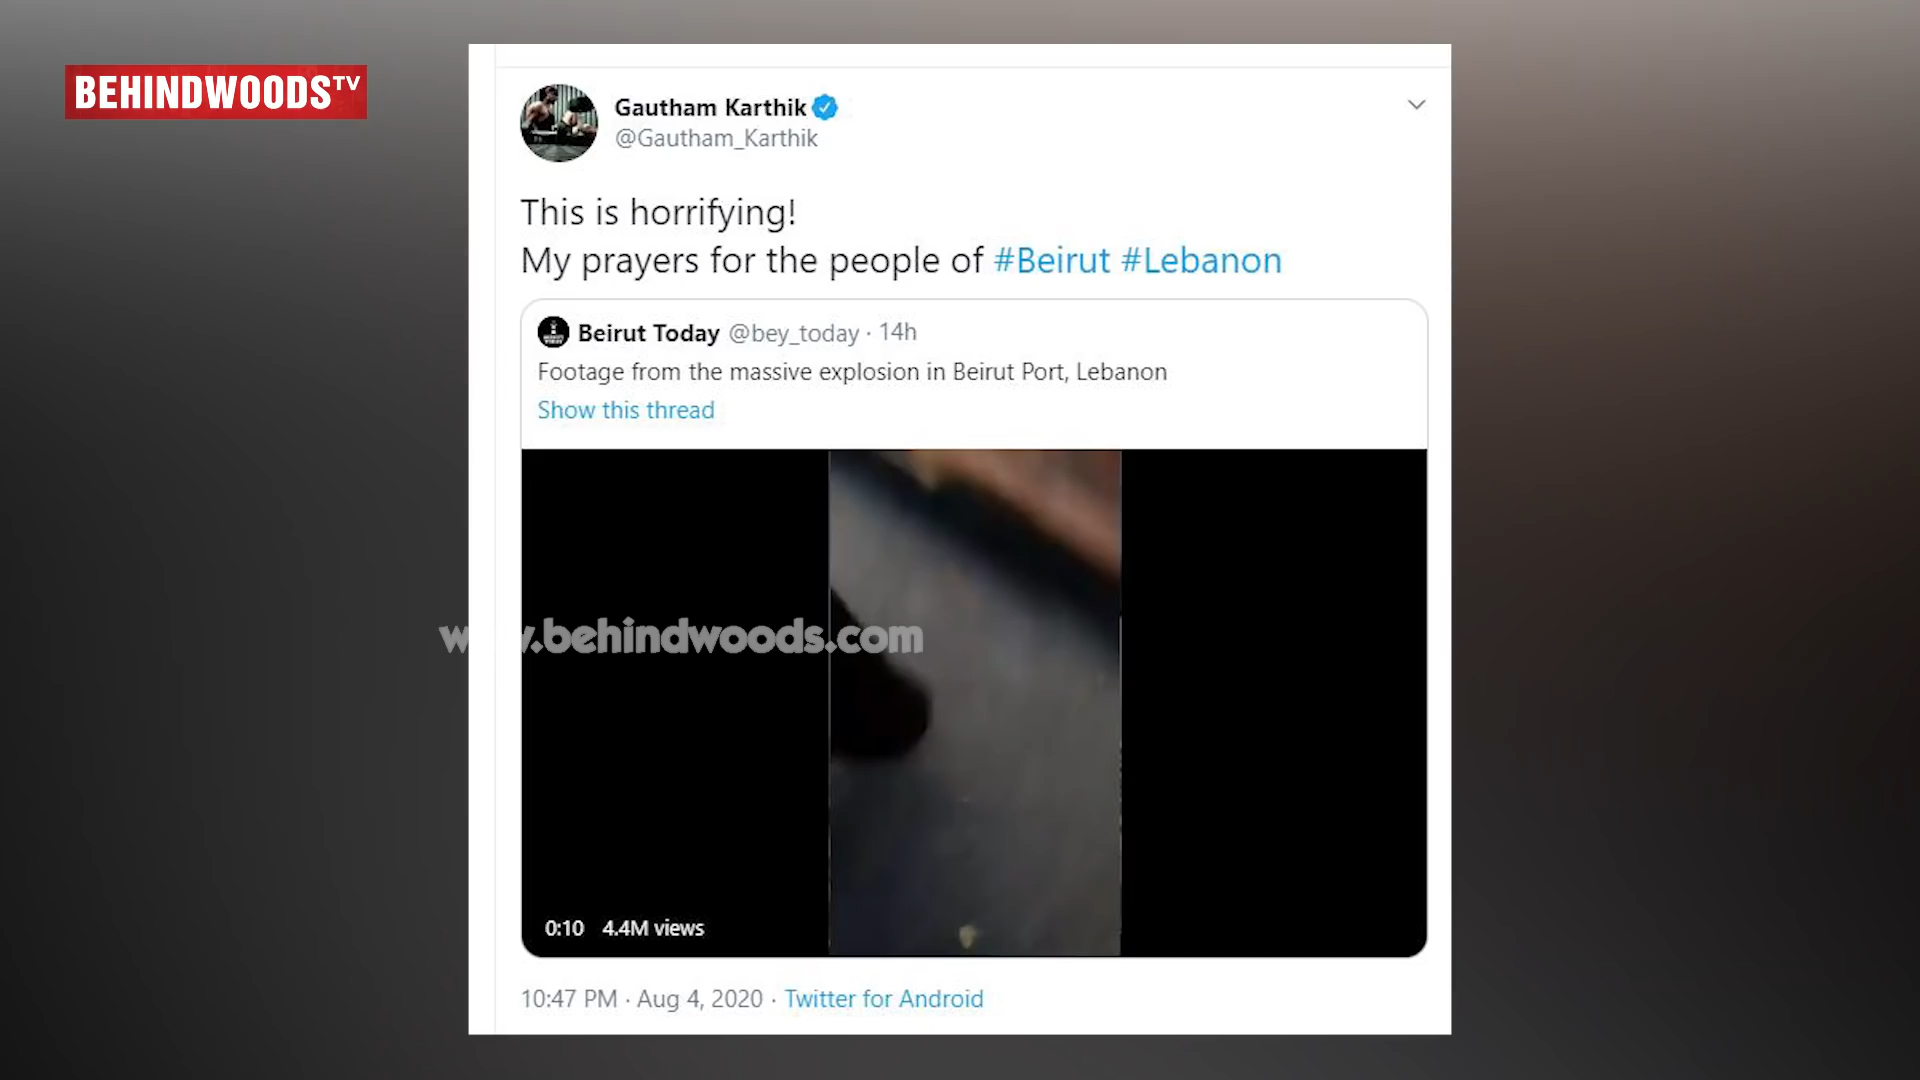 BEHINDWOODS TV
Gautham Karthik
@Gautham_Karthik
This is horrifying!
My prayers for the people of #Beirut #Lebanon
Beirut Today @bey_today · 14h
Footage from the massive explosion in Beirut Port, Lebanon
Show this thread
www.behindwoods.com
0:10 4.4M views
10:47 PM · Aug 4, 2020 · Twitter for Android